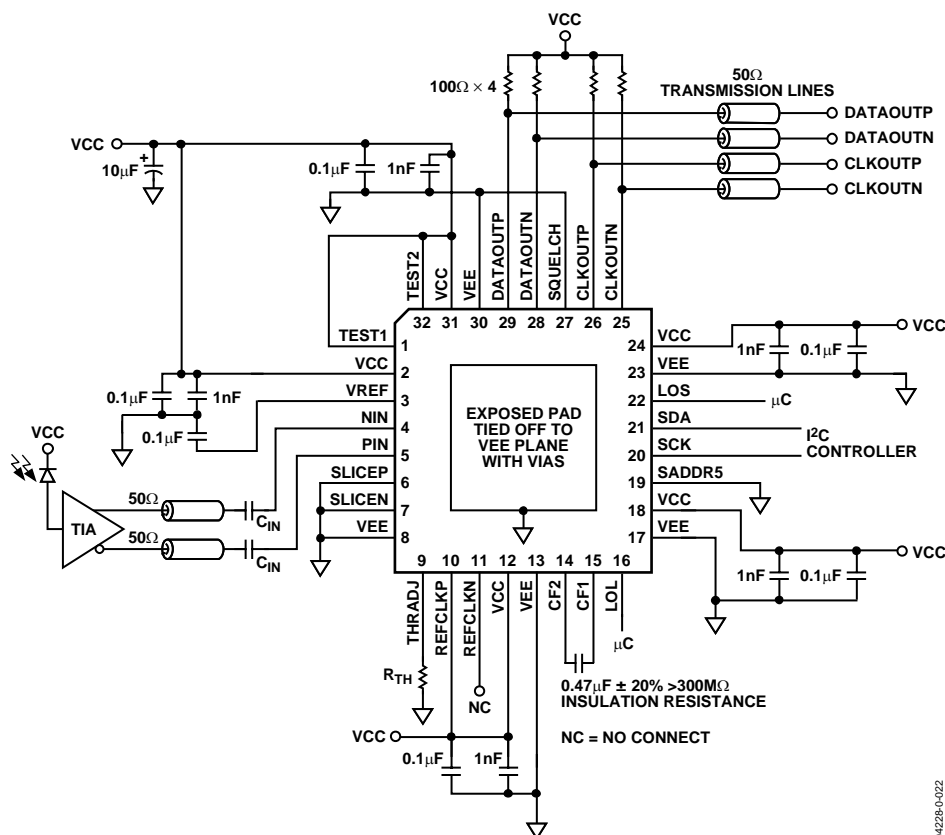 VCC
100Ω × 4
50Ω
TRANSMISSION LINES
DATAOUTP
DATAOUTN
CLKOUTP
CLKOUTN
VCC
+
10µF
0.1µF
1nF
TEST2
VCC
VEE
DATAOUTP
DATAOUTN
SQUELCH
CLKOUTP
CLKOUTN
32 31 30 29 28 27 26 25
TEST1
1
VCC
2
VREF
3
NIN
4
PIN
5
SLICEP
6
SLICEN
7
VEE
8
0.1µF
1nF
0.1µF
VCC
TIA
50Ω
CIN
50Ω
CIN
EXPOSED PAD
TIED OFF TO
VEE PLANE
WITH VIAS
24
VCC
23
VEE
22
LOS
21
SDA
20
SCK
19
SADDR5
18
VCC
17
VEE
VCC
1nF
0.1µF
µC
I2C
CONTROLLER
VCC
1nF
0.1µF
9 10 11 12 13 14 15 16
THRADJ
REFCLKP
REFCLKN
VCC
VEE
CF2
CF1
LOL
µC
RTH
NC
VCC
0.1µF
1nF
0.47µF ± 20% >300MΩ
INSULATION RESISTANCE
NC = NO CONNECT